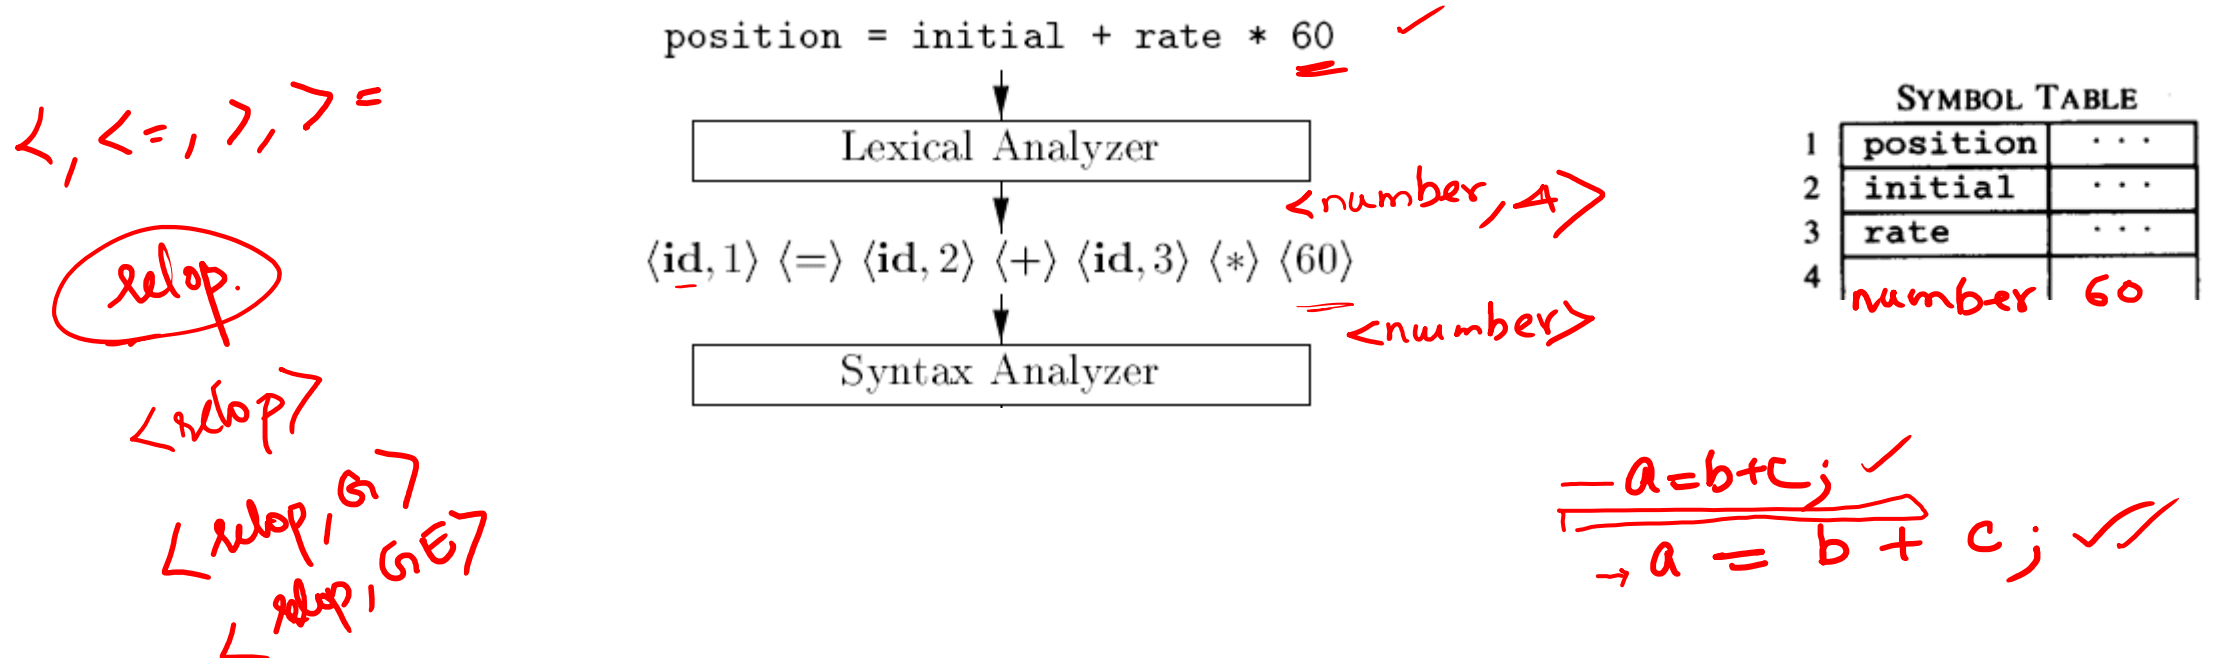 position = initial + rate * 60
<, <=, >, >=
SYMBOL TABLE
Lexical Analyzer
1 position ...
2 initial ...
3 rate ...
4 number 60
<number, 4>
relop.
⟨id, 1⟩ ⟨=⟩ ⟨id, 2⟩ ⟨+⟩ ⟨id, 3⟩ ⟨*⟩ ⟨60⟩
<number>
Syntax Analyzer
<relop>
<relop, G>
<relop, GE>
a=b+c;
a = b + c;